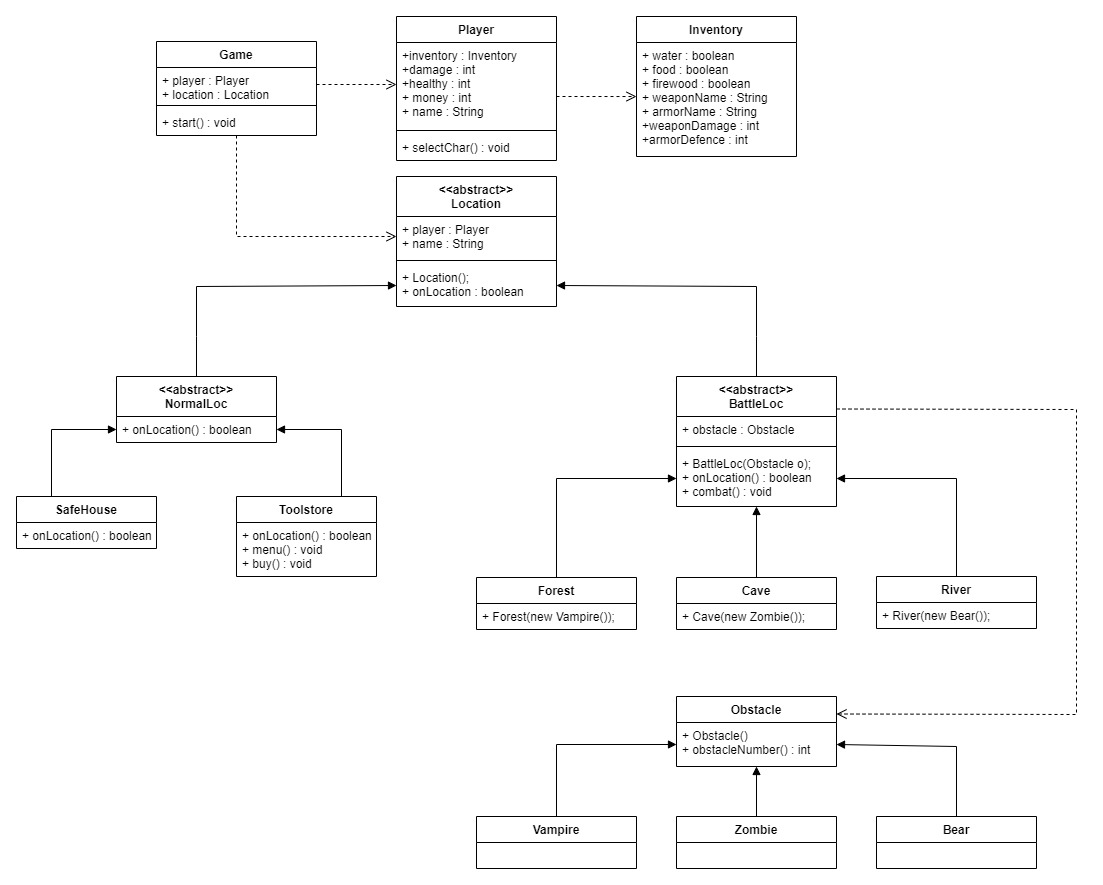 Game
+ player : Player
+ location : Location
+ start() : void
Player
+inventory : Inventory
+damage : int
+healthy : int
+ money : int
+ name : String
+ selectChar() : void
Inventory
+ water : boolean
+ food : boolean
+ firewood : boolean
+ weaponName : String
+ armorName : String
+weaponDamage : int
+armorDefence : int
<<abstract>>
Location
+ player : Player
+ name : String
+ Location();
+ onLocation : boolean
<<abstract>>
NormalLoc
+ onLocation() : boolean
<<abstract>>
BattleLoc
+ obstacle : Obstacle
+ BattleLoc(Obstacle o);
+ onLocation() : boolean
+ combat() : void
SafeHouse
+ onLocation() : boolean
Toolstore
+ onLocation() : boolean
+ menu() : void
+ buy() : void
Forest
+ Forest(new Vampire());
Cave
+ Cave(new Zombie());
River
+ River(new Bear());
Obstacle
+ Obstacle()
+ obstacleNumber() : int
Vampire
Zombie
Bear